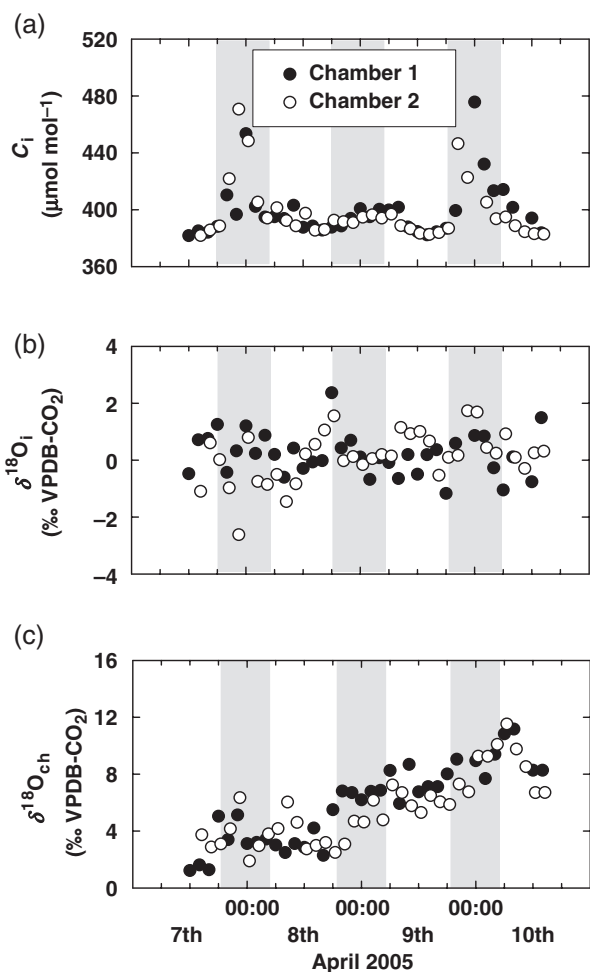 (a)
520
480
440
400
360
Cᵢ
(μmol mol⁻¹)
Chamber 1
Chamber 2
(b)
4
2
0
−2
−4
δ¹⁸Oᵢ
(‰ VPDB-CO₂)
(c)
16
12
8
4
0
δ¹⁸O_ch
(‰ VPDB-CO₂)
00:00 00:00 00:00
7th 8th 9th 10th
April 2005